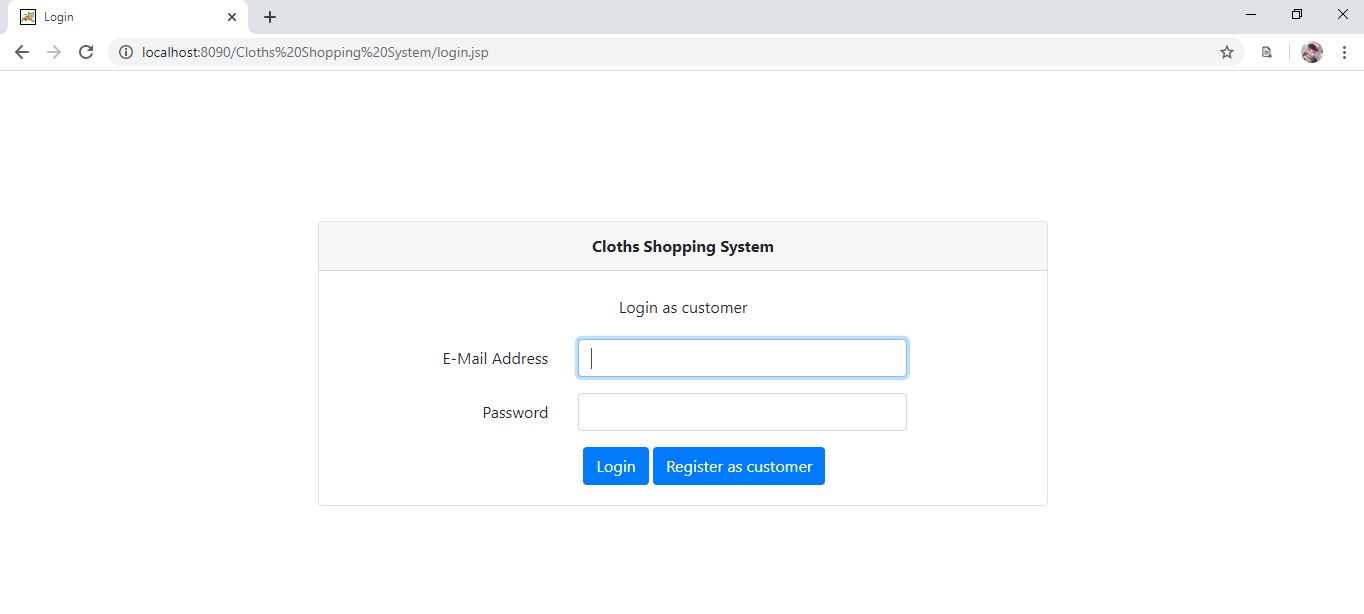 Login
localhost:8090/Cloths%20Shopping%20System/login.jsp
Cloths Shopping System
Login as customer
E-Mail Address
Password
Login Register as customer